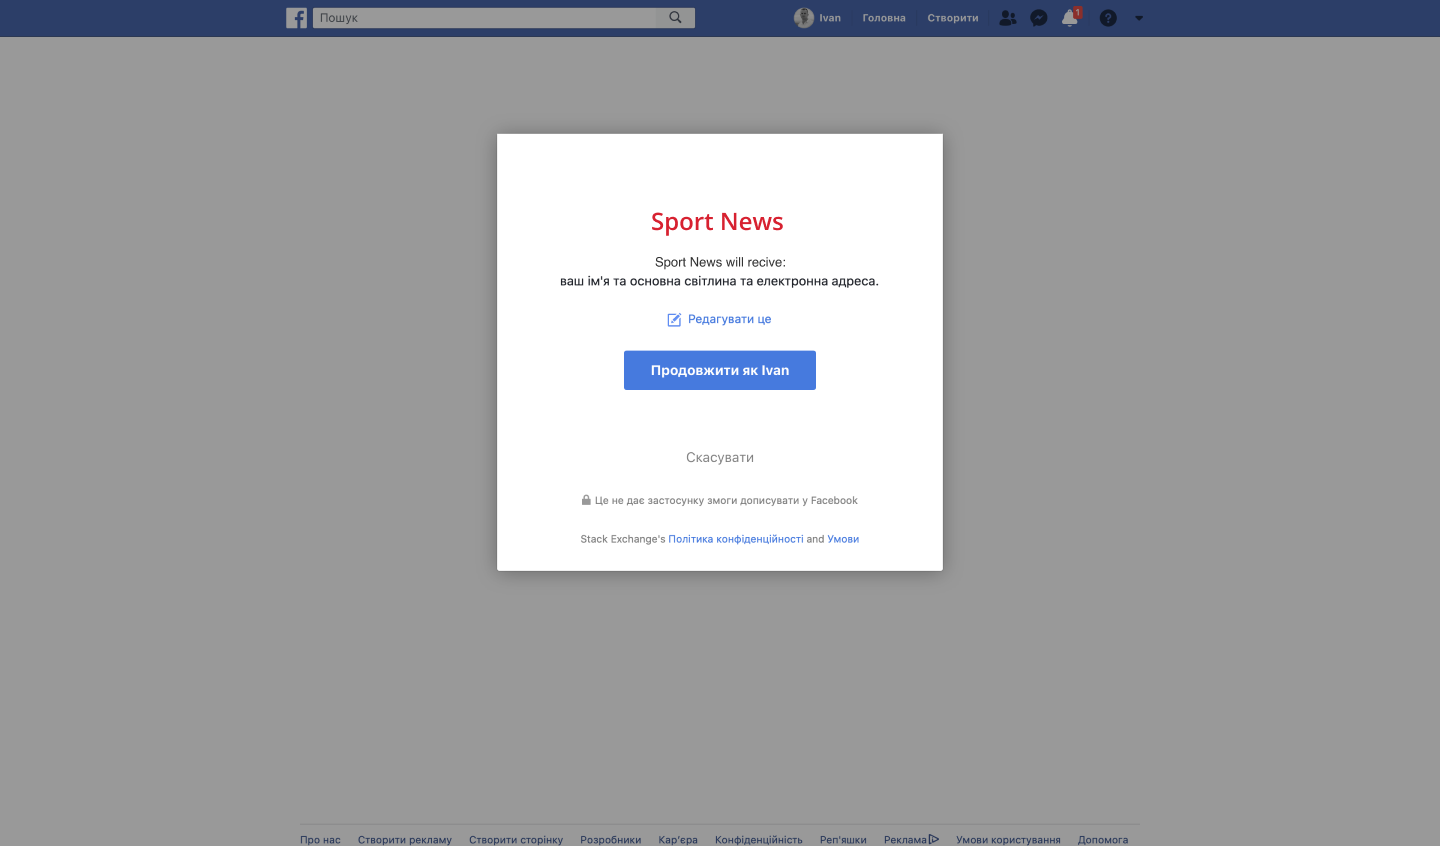 Пошук
Ivan
Головна
Створити
1
Sport News
Sport News will recive:
ваш ім'я та основна світлина та електронна адреса.
Редагувати це
Продовжити як Ivan
Скасувати
Це не дає застосунку змоги дописувати у Facebook
Stack Exchange's Політика конфіденційності and Умови
Про нас Створити рекламу Створити сторінку Розробники Кар'єра Конфіденційність Реп'яшки Реклама Умови користування Допомога